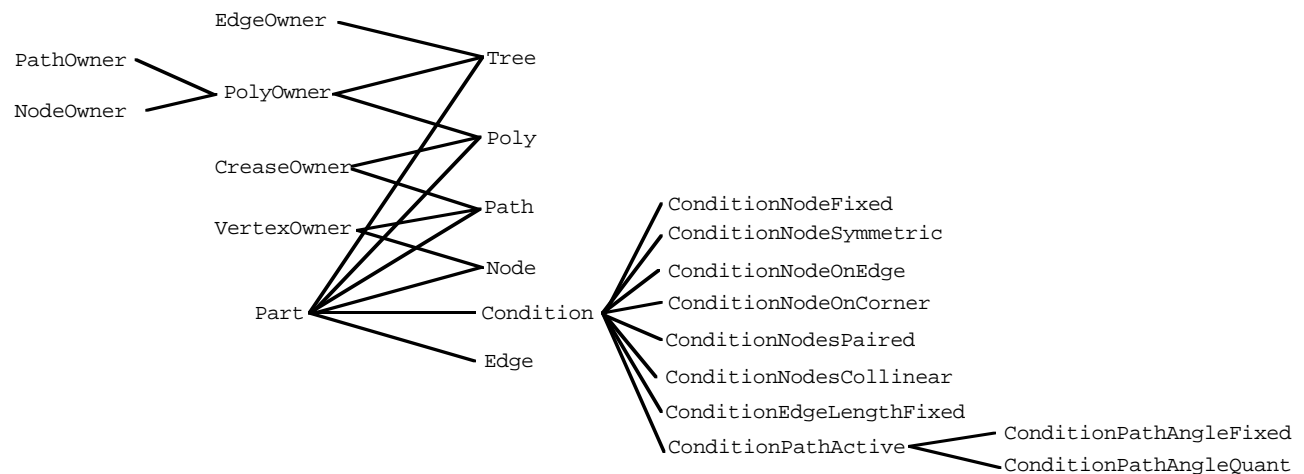 EdgeOwner
PathOwner
Tree
PolyOwner
NodeOwner
Poly
CreaseOwner
Path
ConditionNodeFixed
VertexOwner
ConditionNodeSymmetric
Node
ConditionNodeOnEdge
ConditionNodeOnCorner
Part
Condition
ConditionNodesPaired
Edge
ConditionNodesCollinear
ConditionEdgeLengthFixed
ConditionPathActive
ConditionPathAngleFixed
ConditionPathAngleQuant